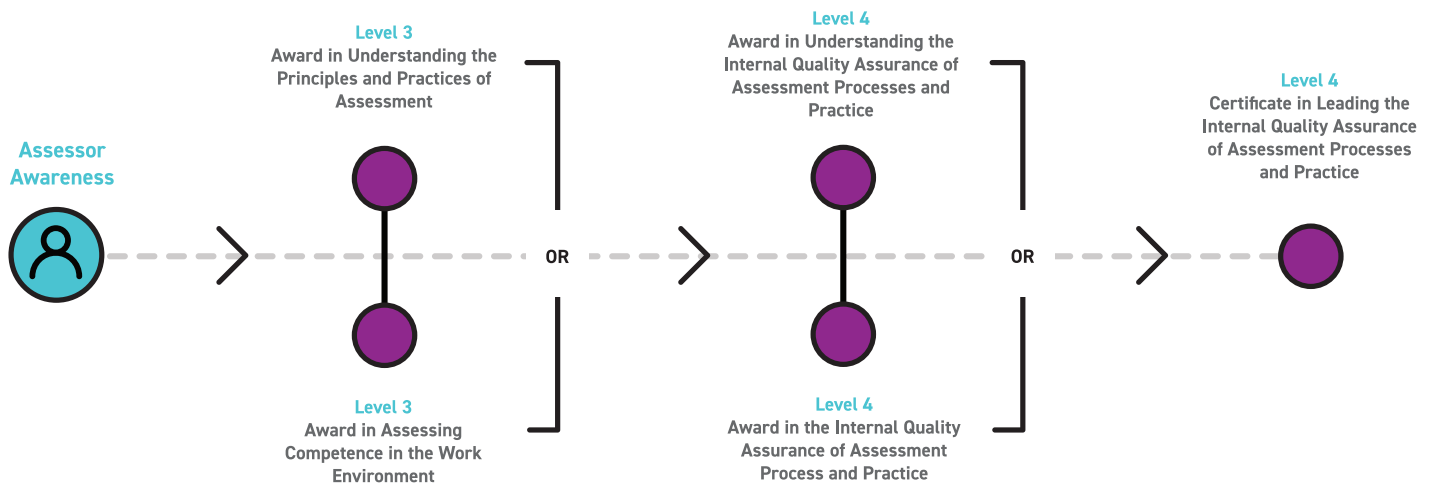 Assessor
Awareness
Level 3
Award in Understanding the
Principles and Practices of
Assessment
Level 3
Award in Assessing
Competence in the Work
Environment
OR
Level 4
Award in Understanding the
Internal Quality Assurance of
Assessment Processes and
Practice
Level 4
Award in the Internal Quality
Assurance of Assessment
Process and Practice
OR
Level 4
Certificate in Leading the
Internal Quality Assurance
of Assessment Processes
and Practice